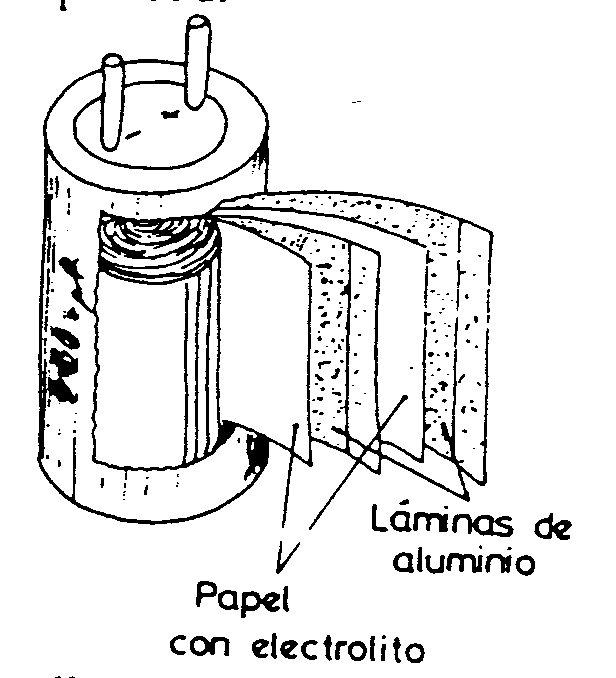 Láminas de
aluminio
Papel
con electrolito